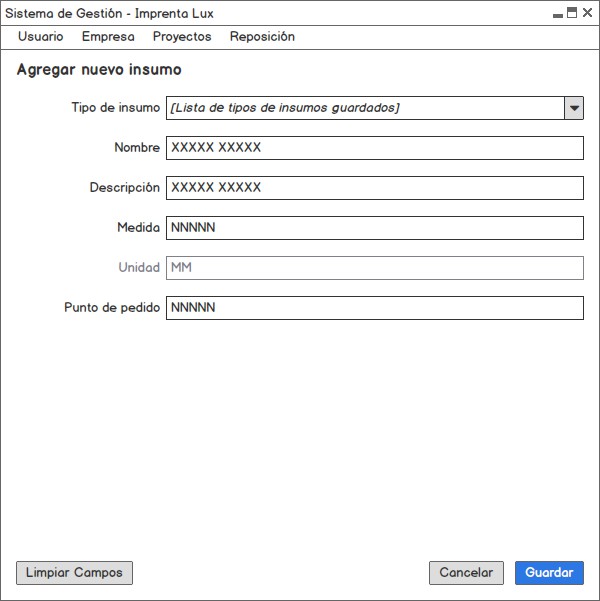 Sistema de Gestión - Imprenta Lux
Usuario Empresa Proyectos Reposición
Agregar nuevo insumo
Tipo de insumo [Lista de tipos de insumos guardados]
Nombre XXXXX XXXXX
Descripción XXXXX XXXXX
Medida NNNNN
Unidad MM
Punto de pedido NNNNN
Limpiar Campos Cancelar Guardar